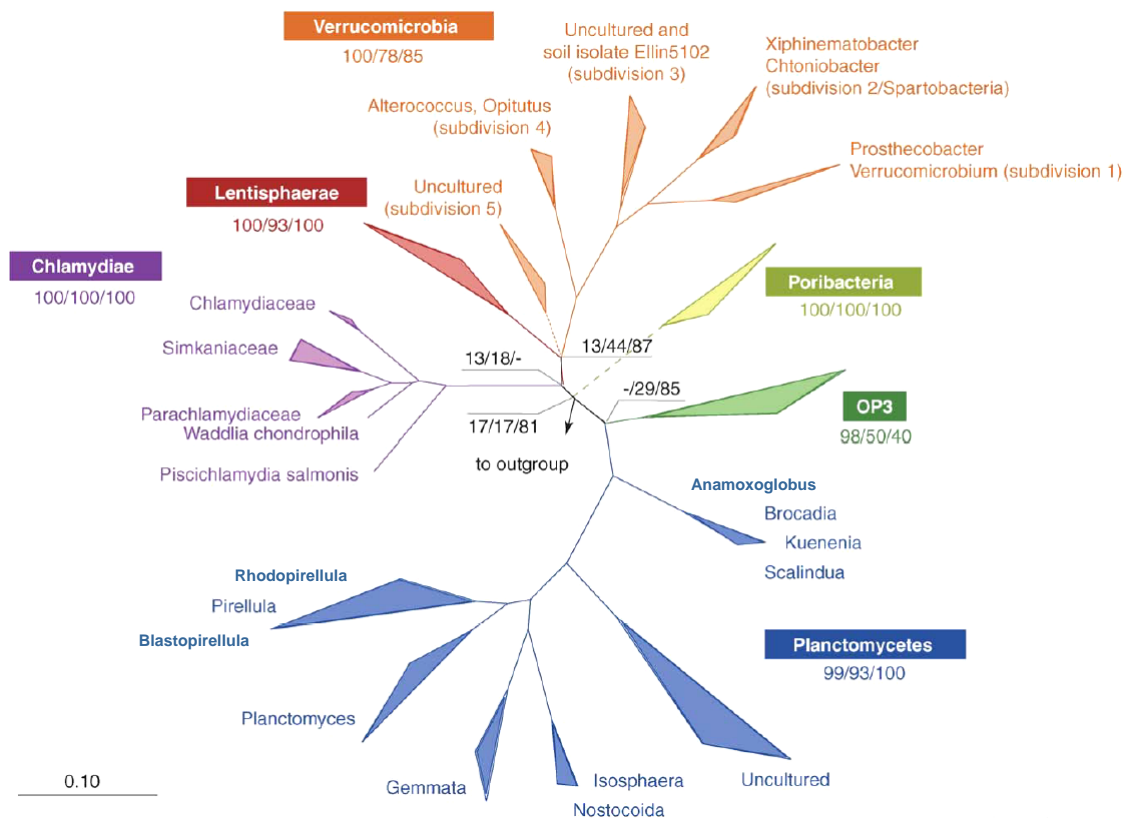 Verrucomicrobia
100/78/85
Uncultured and
soil isolate Ellin5102
(subdivision 3)
Xiphinematobacter
Chtoniobacter
(subdivision 2/Spartobacteria)
Alterococcus, Opitutus
(subdivision 4)
Prosthecobacter
Verrucomicrobium (subdivision 1)
Lentisphaerae
100/93/100
Uncultured
(subdivision 5)
Chlamydiae
100/100/100
Poribacteria
100/100/100
Chlamydiaceae
Simkaniaceae
Parachlamydiaceae
Waddlia chondrophila
Piscichlamydia salmonis
13/18/-
13/44/87
-/29/85
17/17/81
to outgroup
OP3
98/50/40
Anamoxoglobus
Brocadia
Kuenenia
Scalindua
Rhodopirellula
Pirellula
Blastopirellula
Planctomycetes
99/93/100
Planctomyces
Gemmata
Isosphaera
Nostocoida
Uncultured
0.10